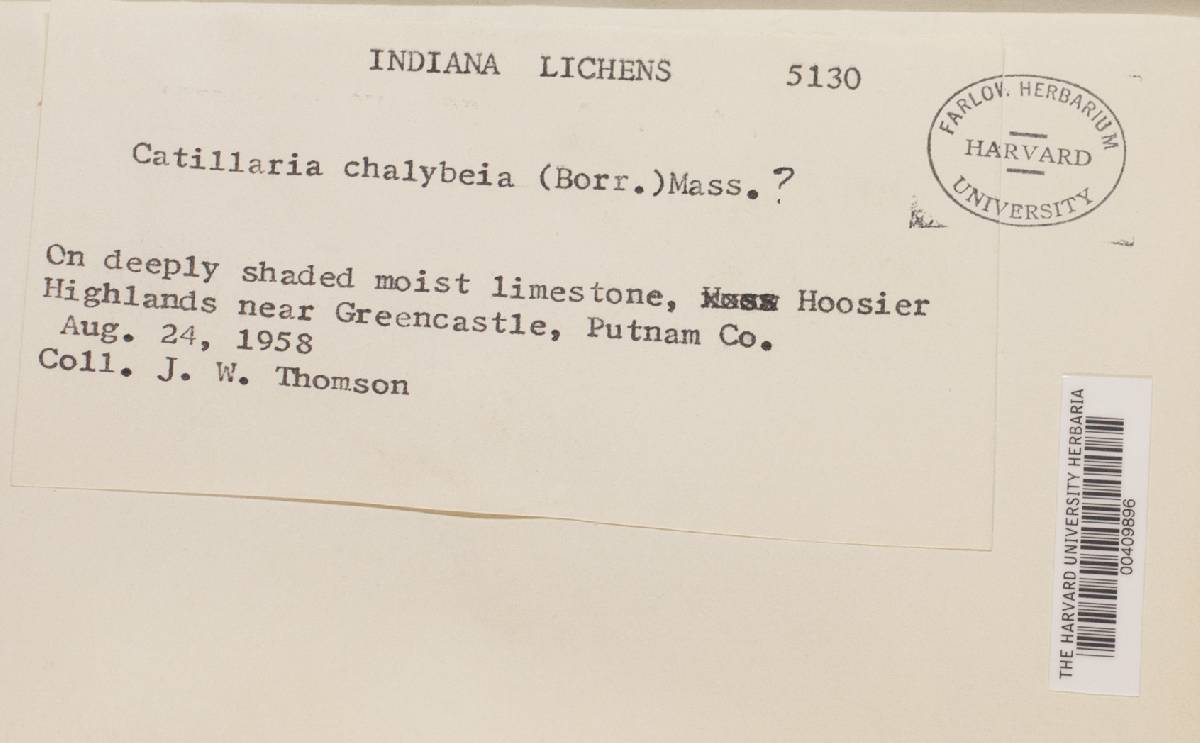 INDIANA LICHENS 5130
FARLOW HERBARIUM
HARVARD
UNIVERSITY
Catillaria chalybeia (Borr.)Mass.?
On deeply shaded moist limestone, Hoosier
Highlands near Greencastle, Putnam Co.
Aug. 24, 1958
Coll. J. W. Thomson
THE HARVARD UNIVERSITY HERBARIA
00409896